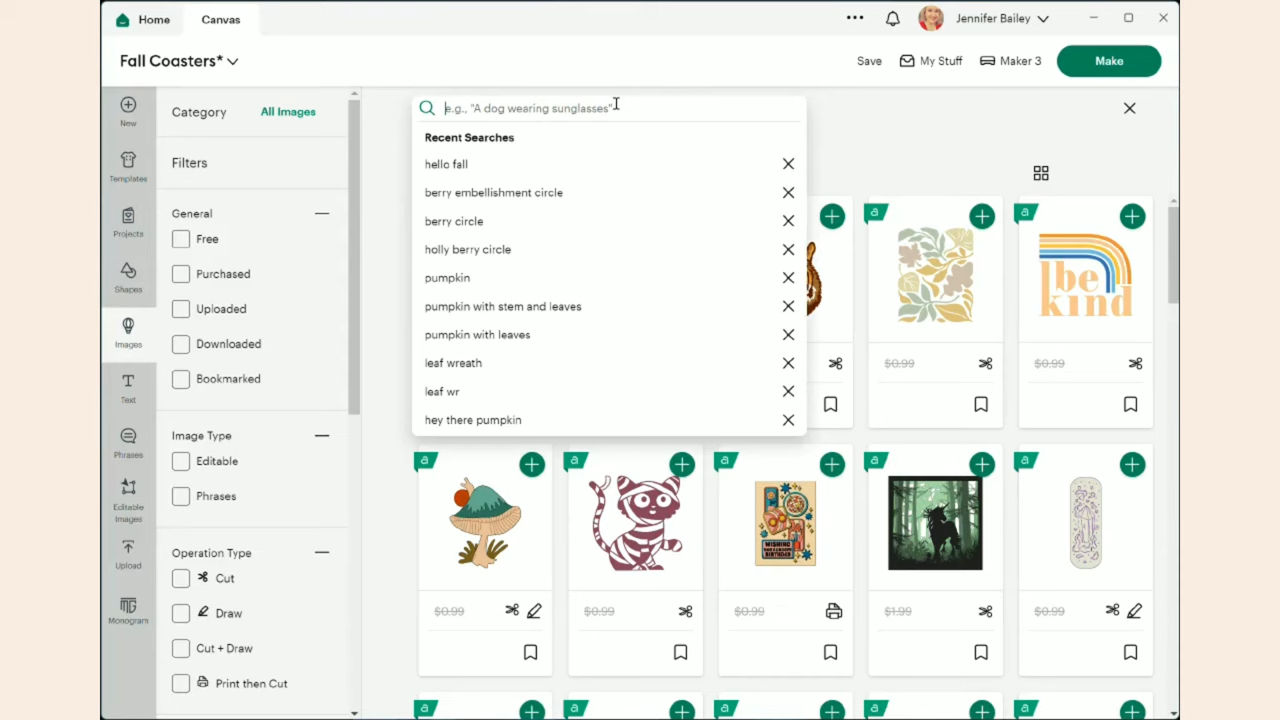 Home
Canvas
Jennifer Bailey
Fall Coasters*
Save
My Stuff
Maker 3
Make
New
Templates
Projects
Shapes
Images
Text
Phrases
Editable
Images
Upload
Monogram
Category
All Images
Filters
General
Free
Purchased
Uploaded
Downloaded
Bookmarked
Image Type
Editable
Phrases
Operation Type
Cut
Draw
Cut + Draw
Print then Cut
e.g., "A dog wearing sunglasses"
Recent Searches
hello fall
berry embellishment circle
berry circle
holly berry circle
pumpkin
pumpkin with stem and leaves
pumpkin with leaves
leaf wreath
leaf wr
hey there pumpkin
a
a
be
kind
$0.99
$0.99
a
a
a
a
a
WISHING
BIRTHDAY
$0.99
$0.99
$0.99
$1.99
$0.99
a
a
a
a
a